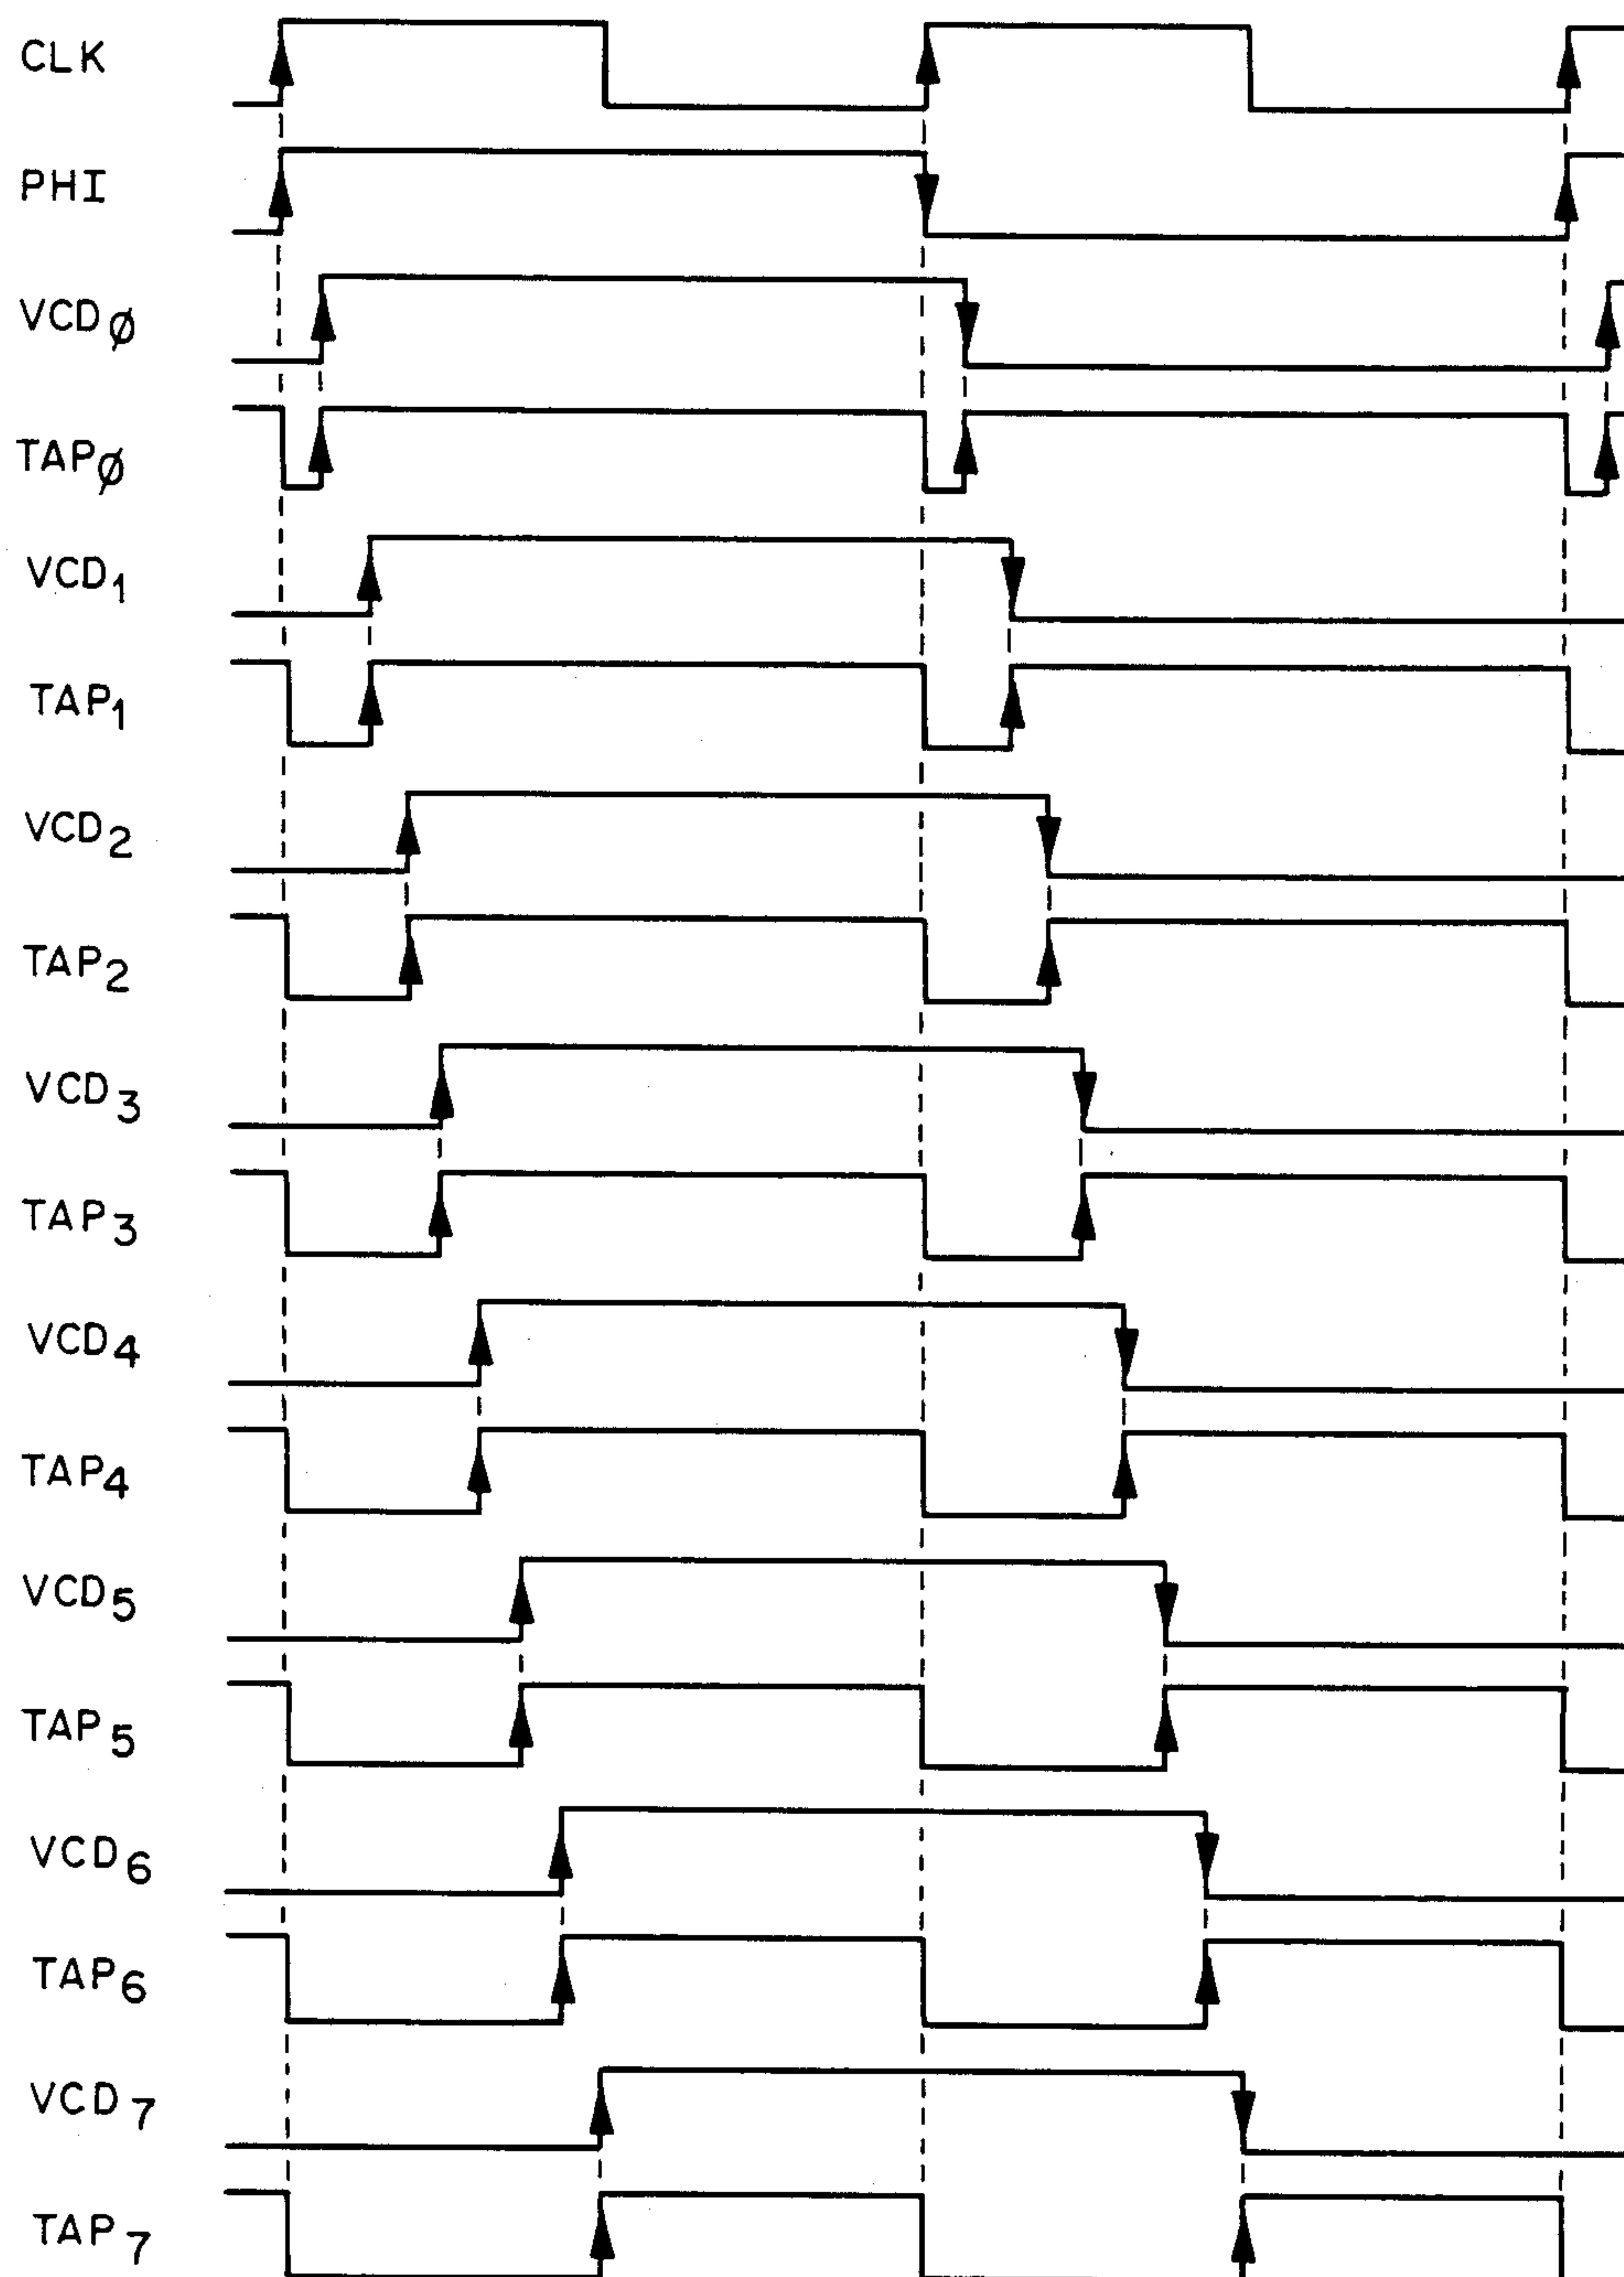 CLK
PHI
VCDØ
TAPØ
VCD1
TAP1
VCD2
TAP2
VCD3
TAP3
VCD4
TAP4
VCD5
TAP5
VCD6
TAP6
VCD7
TAP7